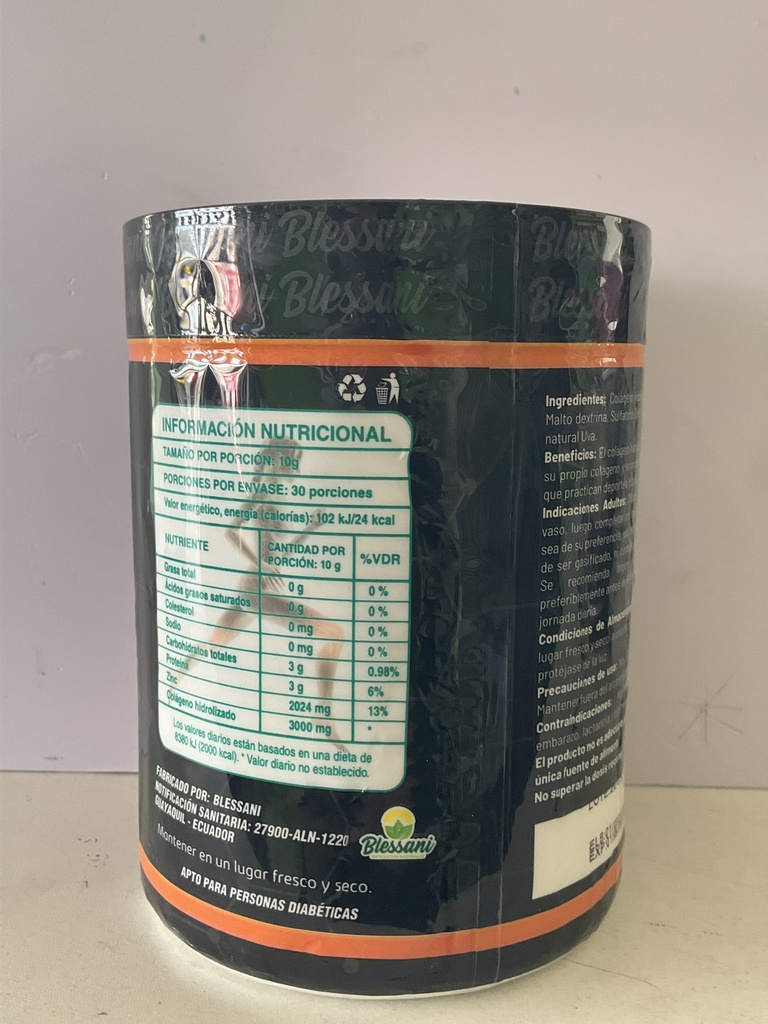 Blessani
Blessani
INFORMACIÓN NUTRICIONAL
TAMAÑO POR PORCIÓN: 10g
PORCIONES POR ENVASE: 30 porciones
Valor energético, energía (calorías): 102 kJ/24 kcal
NUTRIENTE CANTIDAD POR PORCIÓN: 10 g %VDR
Grasa total 0 g 0 %
Ácidos grasos saturados 0 g 0 %
Colesterol 0 mg 0 %
Sodio 0 mg 0 %
Carbohidratos totales 3 g 0.98%
Proteína 3 g 6%
Zinc 2024 mg 13%
Colágeno hidrolizado 3000 mg *
Los valores diarios están basados en una dieta de
8380 kJ (2000 kcal). * Valor diario no establecido.
FABRICADO POR: BLESSANI
NOTIFICACIÓN SANITARIA: 27900-ALN-1220
GUAYAQUIL - ECUADOR
Mantener en un lugar fresco y seco.
APTO PARA PERSONAS DIABÉTICAS
Blessani
Ingredientes: Colágeno
Malto dextrina, Sulfato
natural Uva.
Beneficios: El colágeno
su propio colágeno y
que practican deporte
Indicaciones Adultos:
vaso, luego
sea de su preferencia,
de ser gasificado,
Se recomienda
preferiblemente antes
jornada diaria.
Condiciones de
lugar fresco y seco
protéjase de la luz.
Precauciones de uso:
Mantener fuera del
Contraindicaciones:
embarazo, lactancia,
El producto no es
única fuente de
No superar la dosis